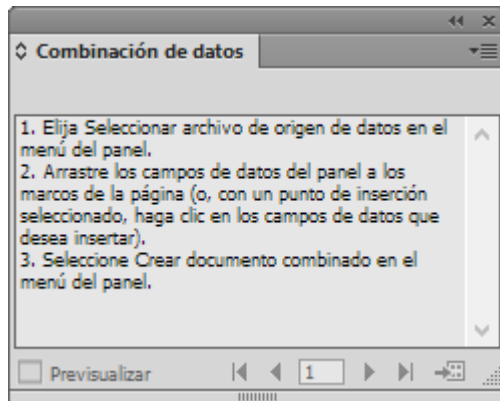 Combinación de datos
1. Elija Seleccionar archivo de origen de datos en el
menú del panel.
2. Arrastre los campos de datos del panel a los
marcos de la página (o, con un punto de inserción
seleccionado, haga clic en los campos de datos que
desea insertar).
3. Seleccione Crear documento combinado en el
menú del panel.
Previsualizar 1